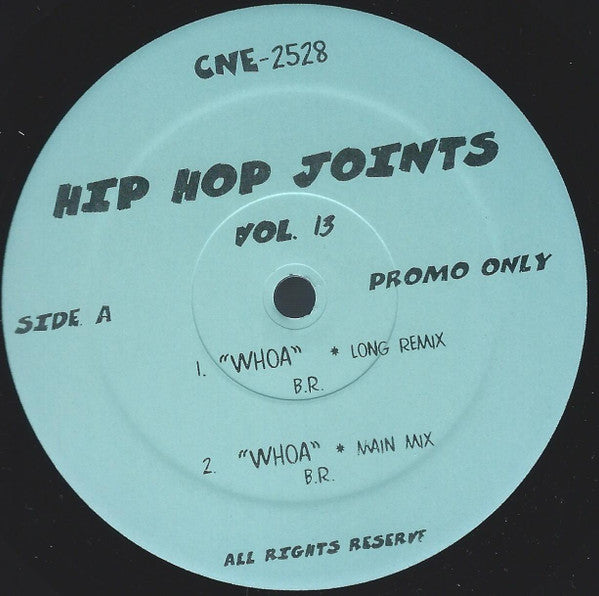 CNE-2528
HIP HOP JOINTS
VOL. 13
PROMO ONLY
SIDE. A
1. "WHOA" * LONG REMIX
B.R.
2. "WHOA" * MAIN MIX
B.R.
ALL RIGHTS RESERVE